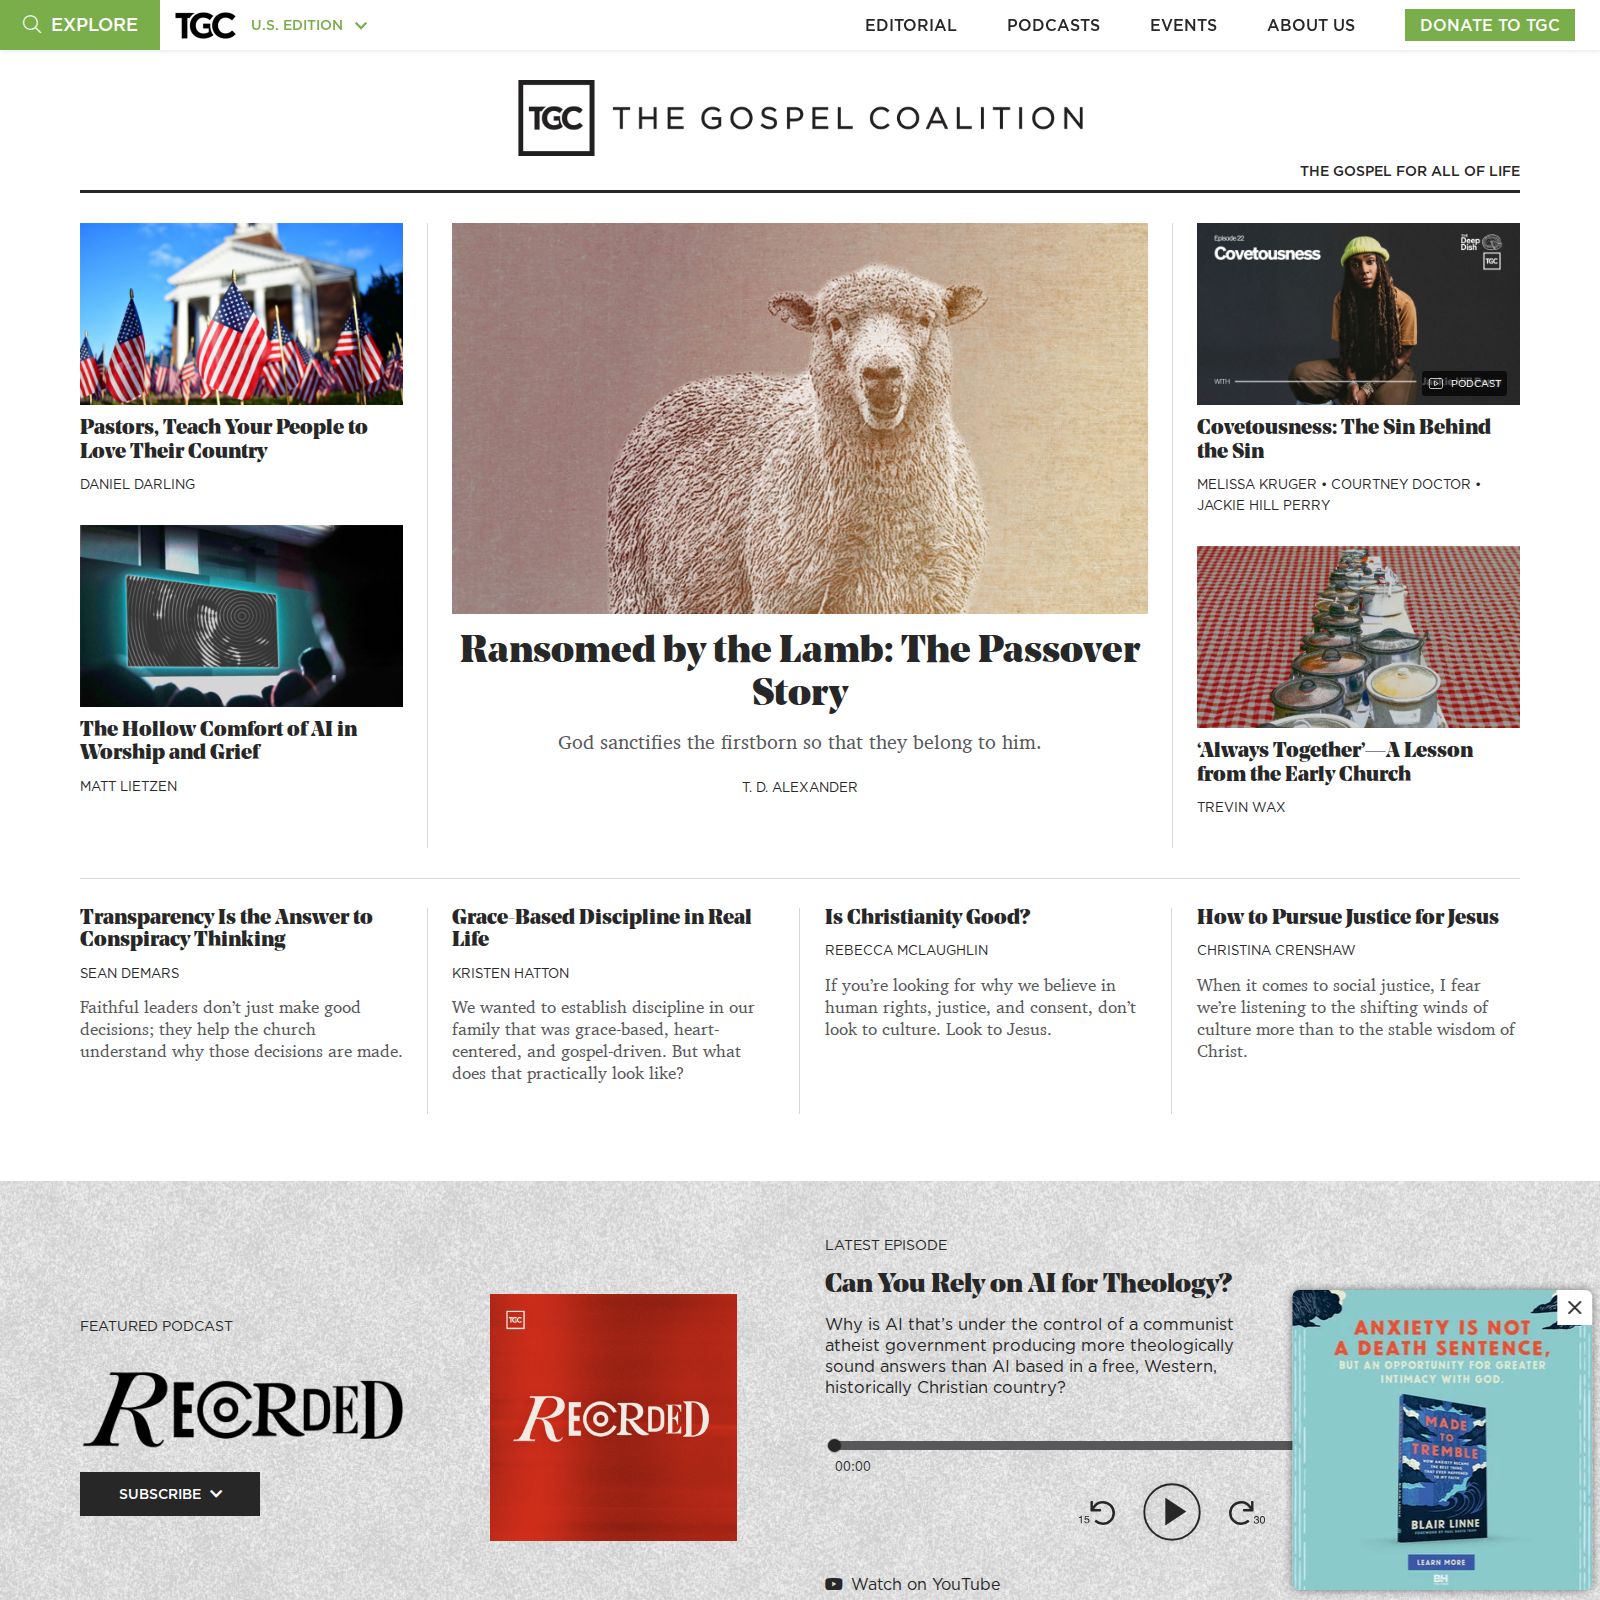 EXPLORE
TGC
U.S. EDITION
EDITORIAL
PODCASTS
EVENTS
ABOUT US
DONATE TO TGC
TGC
THE GOSPEL COALITION
THE GOSPEL FOR ALL OF LIFE
Pastors, Teach Your People to
Love Their Country
DANIEL DARLING
The Hollow Comfort of AI in
Worship and Grief
MATT LIETZEN
Ransomed by the Lamb: The Passover
Story
God sanctifies the firstborn so that they belong to him.
T. D. ALEXANDER
Episode 22
Covetousness
THE
Deep
Dish
TGC
WITH
PODCAST
Covetousness: The Sin Behind
the Sin
MELISSA KRUGER • COURTNEY DOCTOR •
JACKIE HILL PERRY
‘Always Together’—A Lesson
from the Early Church
TREVIN WAX
Transparency Is the Answer to
Conspiracy Thinking
SEAN DEMARS
Faithful leaders don’t just make good
decisions; they help the church
understand why those decisions are made.
Grace-Based Discipline in Real
Life
KRISTEN HATTON
We wanted to establish discipline in our
family that was grace-based, heart-
centered, and gospel-driven. But what
does that practically look like?
Is Christianity Good?
REBECCA MCLAUGHLIN
If you’re looking for why we believe in
human rights, justice, and consent, don’t
look to culture. Look to Jesus.
How to Pursue Justice for Jesus
CHRISTINA CRENSHAW
When it comes to social justice, I fear
we’re listening to the shifting winds of
culture more than to the stable wisdom of
Christ.
FEATURED PODCAST
RECORDED
SUBSCRIBE
TGC
RECORDED
LATEST EPISODE
Can You Rely on AI for Theology?
Why is AI that’s under the control of a communist
atheist government producing more theologically
sound answers than AI based in a free, Western,
historically Christian country?
00:00
15
30
Watch on YouTube
ANXIETY IS NOT
A DEATH SENTENCE,
BUT AN OPPORTUNITY FOR GREATER
INTIMACY WITH GOD.
MADE
TO
TREMBLE
HOW ANXIETY BECAME
THE BEST THING
THAT EVER HAPPENED
TO MY FAITH
BLAIR LINNE
LEARN MORE
BH